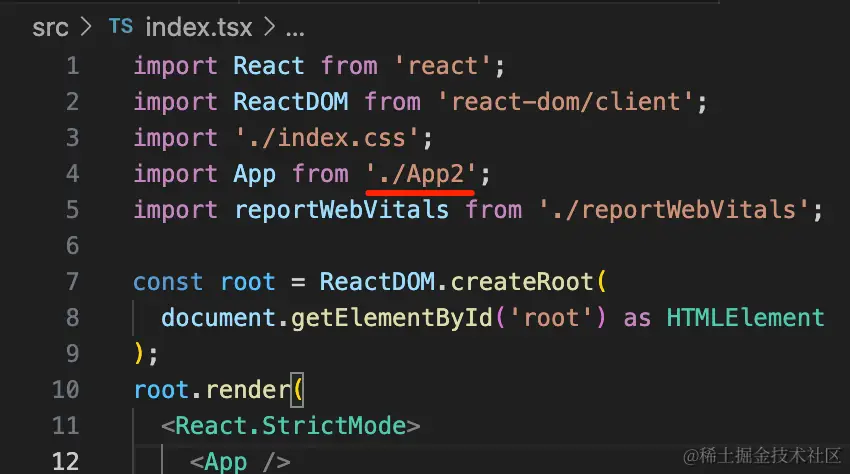 src > TS index.tsx > ...
1 import React from 'react';
2 import ReactDOM from 'react-dom/client';
3 import './index.css';
4 import App from './App2';
5 import reportWebVitals from './reportWebVitals';
6
7 const root = ReactDOM.createRoot(
8 document.getElementById('root') as HTMLElement
9 );
10 root.render(
11 <React.StrictMode>
12 <App />
@稀土掘金技术社区